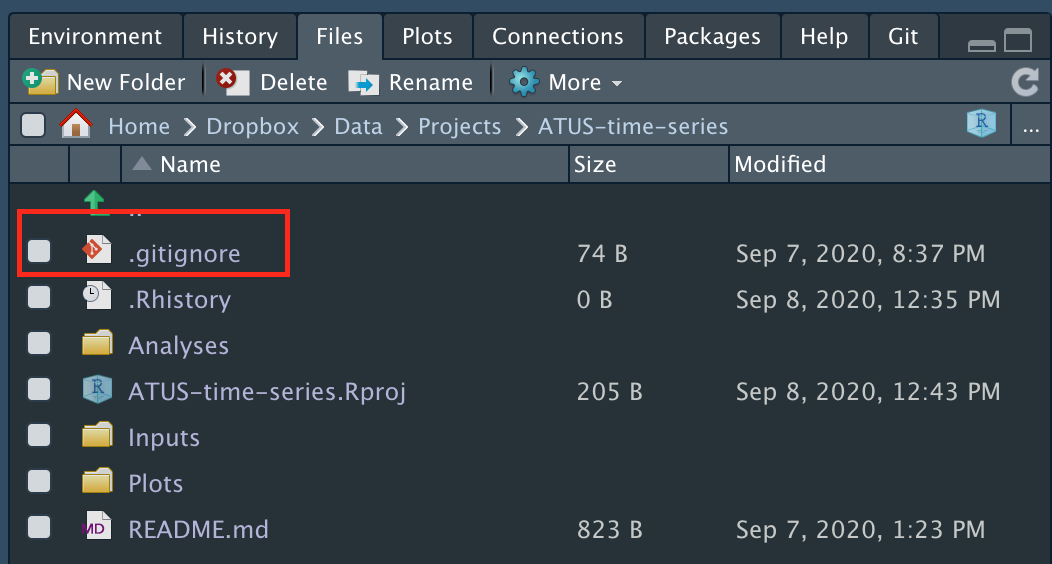 Environment History Files Plots Connections Packages Help Git
New Folder Delete Rename More
Home Dropbox Data Projects ATUS-time-series R ...
Name Size Modified
..
.gitignore 74 B Sep 7, 2020, 8:37 PM
.Rhistory 0 B Sep 8, 2020, 12:35 PM
Analyses
R ATUS-time-series.Rproj 205 B Sep 8, 2020, 12:43 PM
Inputs
Plots
MD README.md 823 B Sep 7, 2020, 1:23 PM